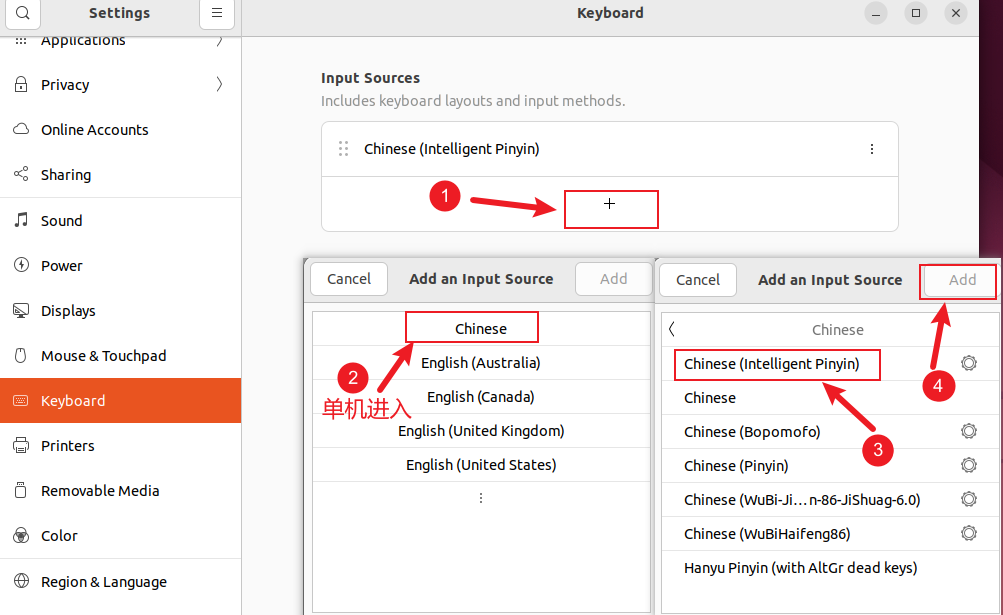 Settings
Keyboard
Applications
Privacy
Online Accounts
Sharing
Sound
Power
Displays
Mouse & Touchpad
Keyboard
Printers
Removable Media
Color
Region & Language
Input Sources
Includes keyboard layouts and input methods.
Chinese (Intelligent Pinyin)
1
+
Cancel
Add an Input Source
Add
Chinese
2
单机进入
English (Australia)
English (Canada)
English (United Kingdom)
English (United States)
Cancel
Add an Input Source
Add
Chinese
Chinese (Intelligent Pinyin)
4
Chinese
Chinese (Bopomofo)
3
Chinese (Pinyin)
Chinese (WuBi-Ji…n-86-JiShuag-6.0)
Chinese (WuBiHaifeng86)
Hanyu Pinyin (with AltGr dead keys)